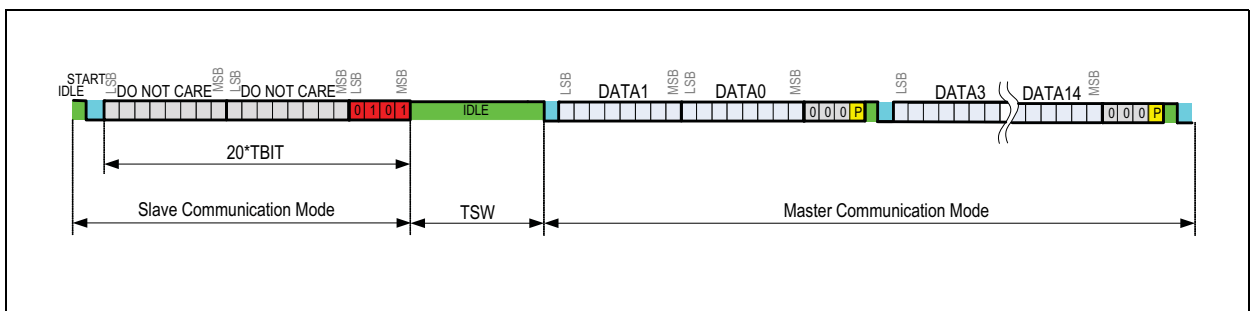 START
IDLE
LSB DO NOT CARE MSB LSB DO NOT CARE MSB LSB MSB
0 1 0 1
IDLE
LSB DATA1 MSB LSB DATA0 MSB
0 0 0 P
LSB DATA3 DATA14 MSB
0 0 0 P
20*TBIT
Slave Communication Mode
TSW
Master Communication Mode